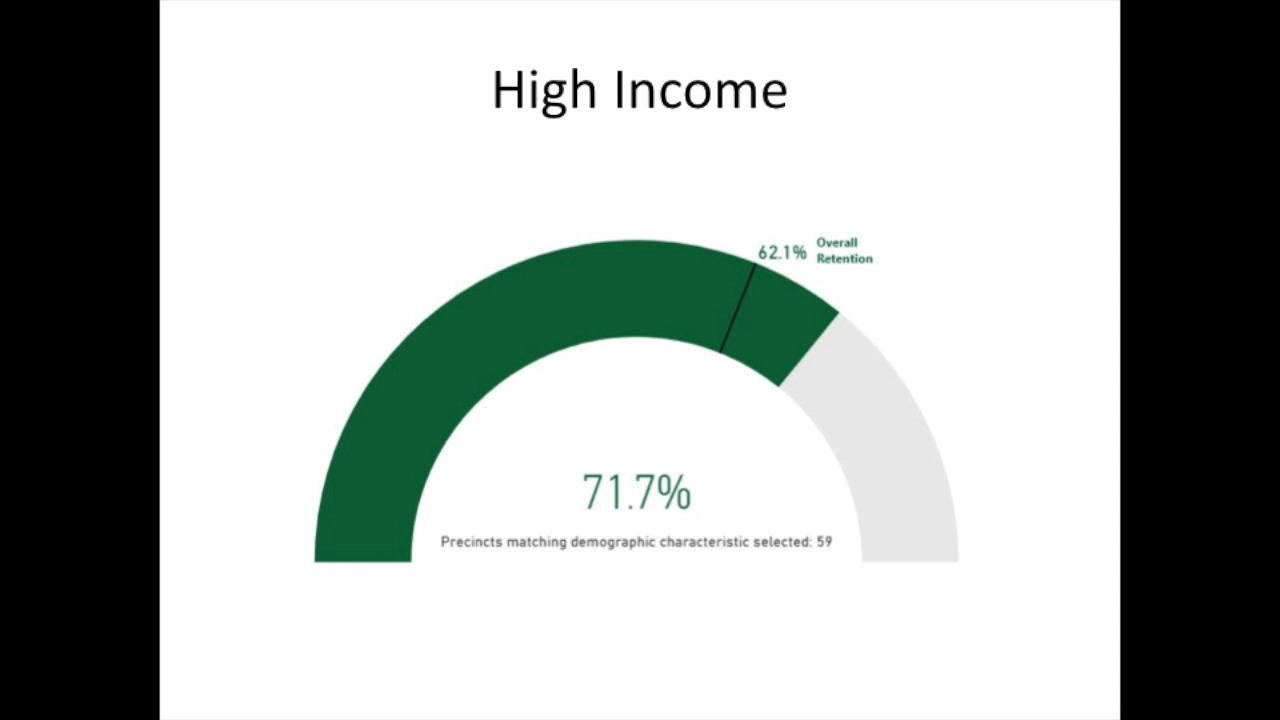 High Income
62.1%
Overall
Retention
71.7%
Precincts matching demographic characteristic selected: 59